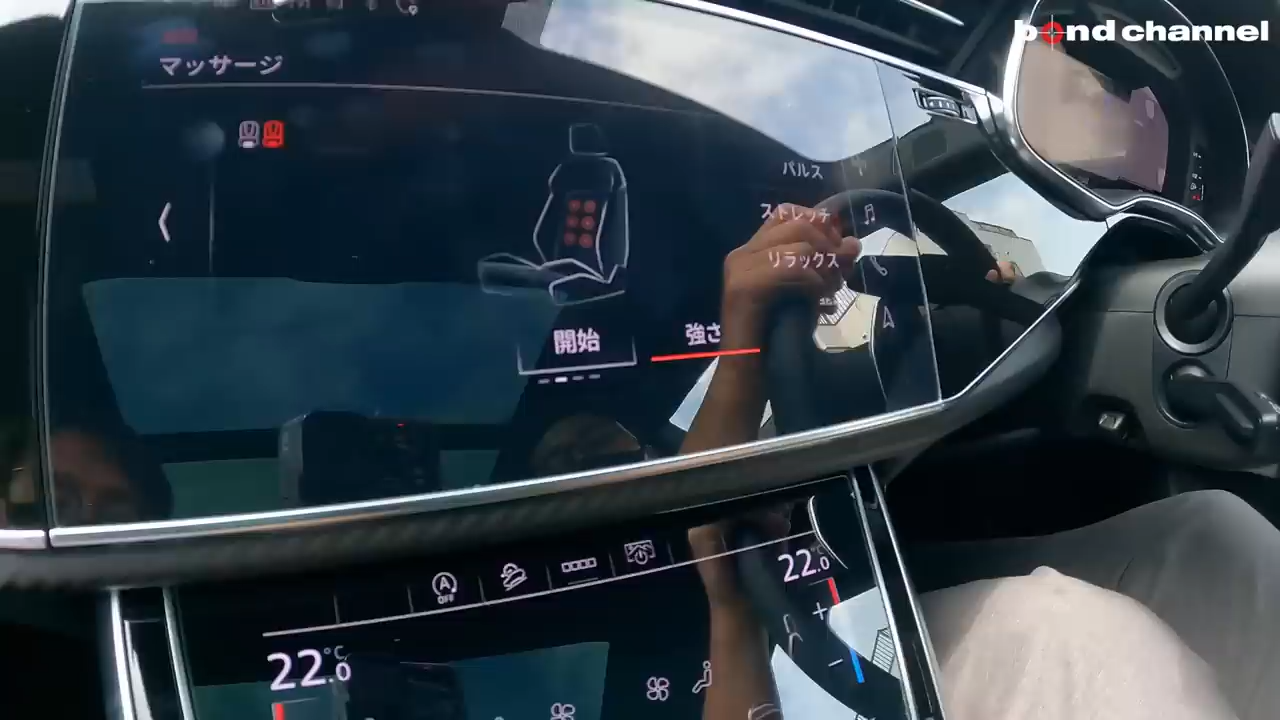 bond channel
マッサージ
パルス
ストレッチ
リラックス
開始
強さ
A
OFF
22.0
22.0°C